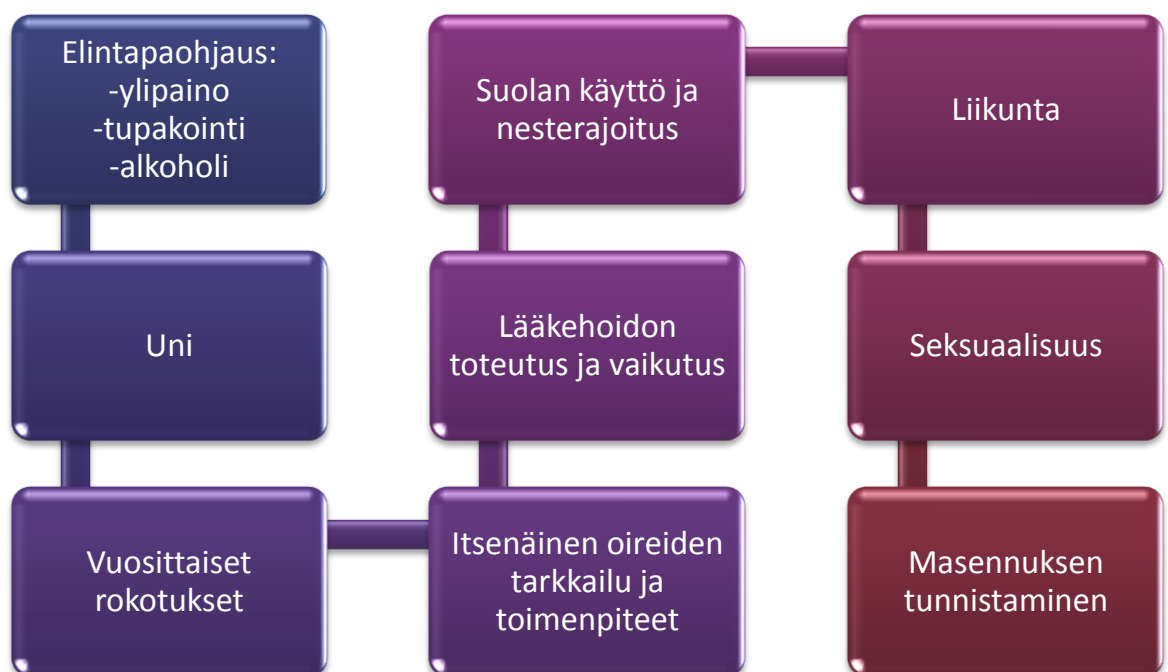 Elintapaohjaus:
-ylipaino
-tupakointi
-alkoholi
Uni
Vuosittaiset
rokotukset
Itsenäinen oireiden
tarkkailu ja
toimenpiteet
Lääkehoidon
toteutus ja vaikutus
Suolan käyttö ja
nesterajoitus
Liikunta
Seksuaalisuus
Masennuksen
tunnistaminen